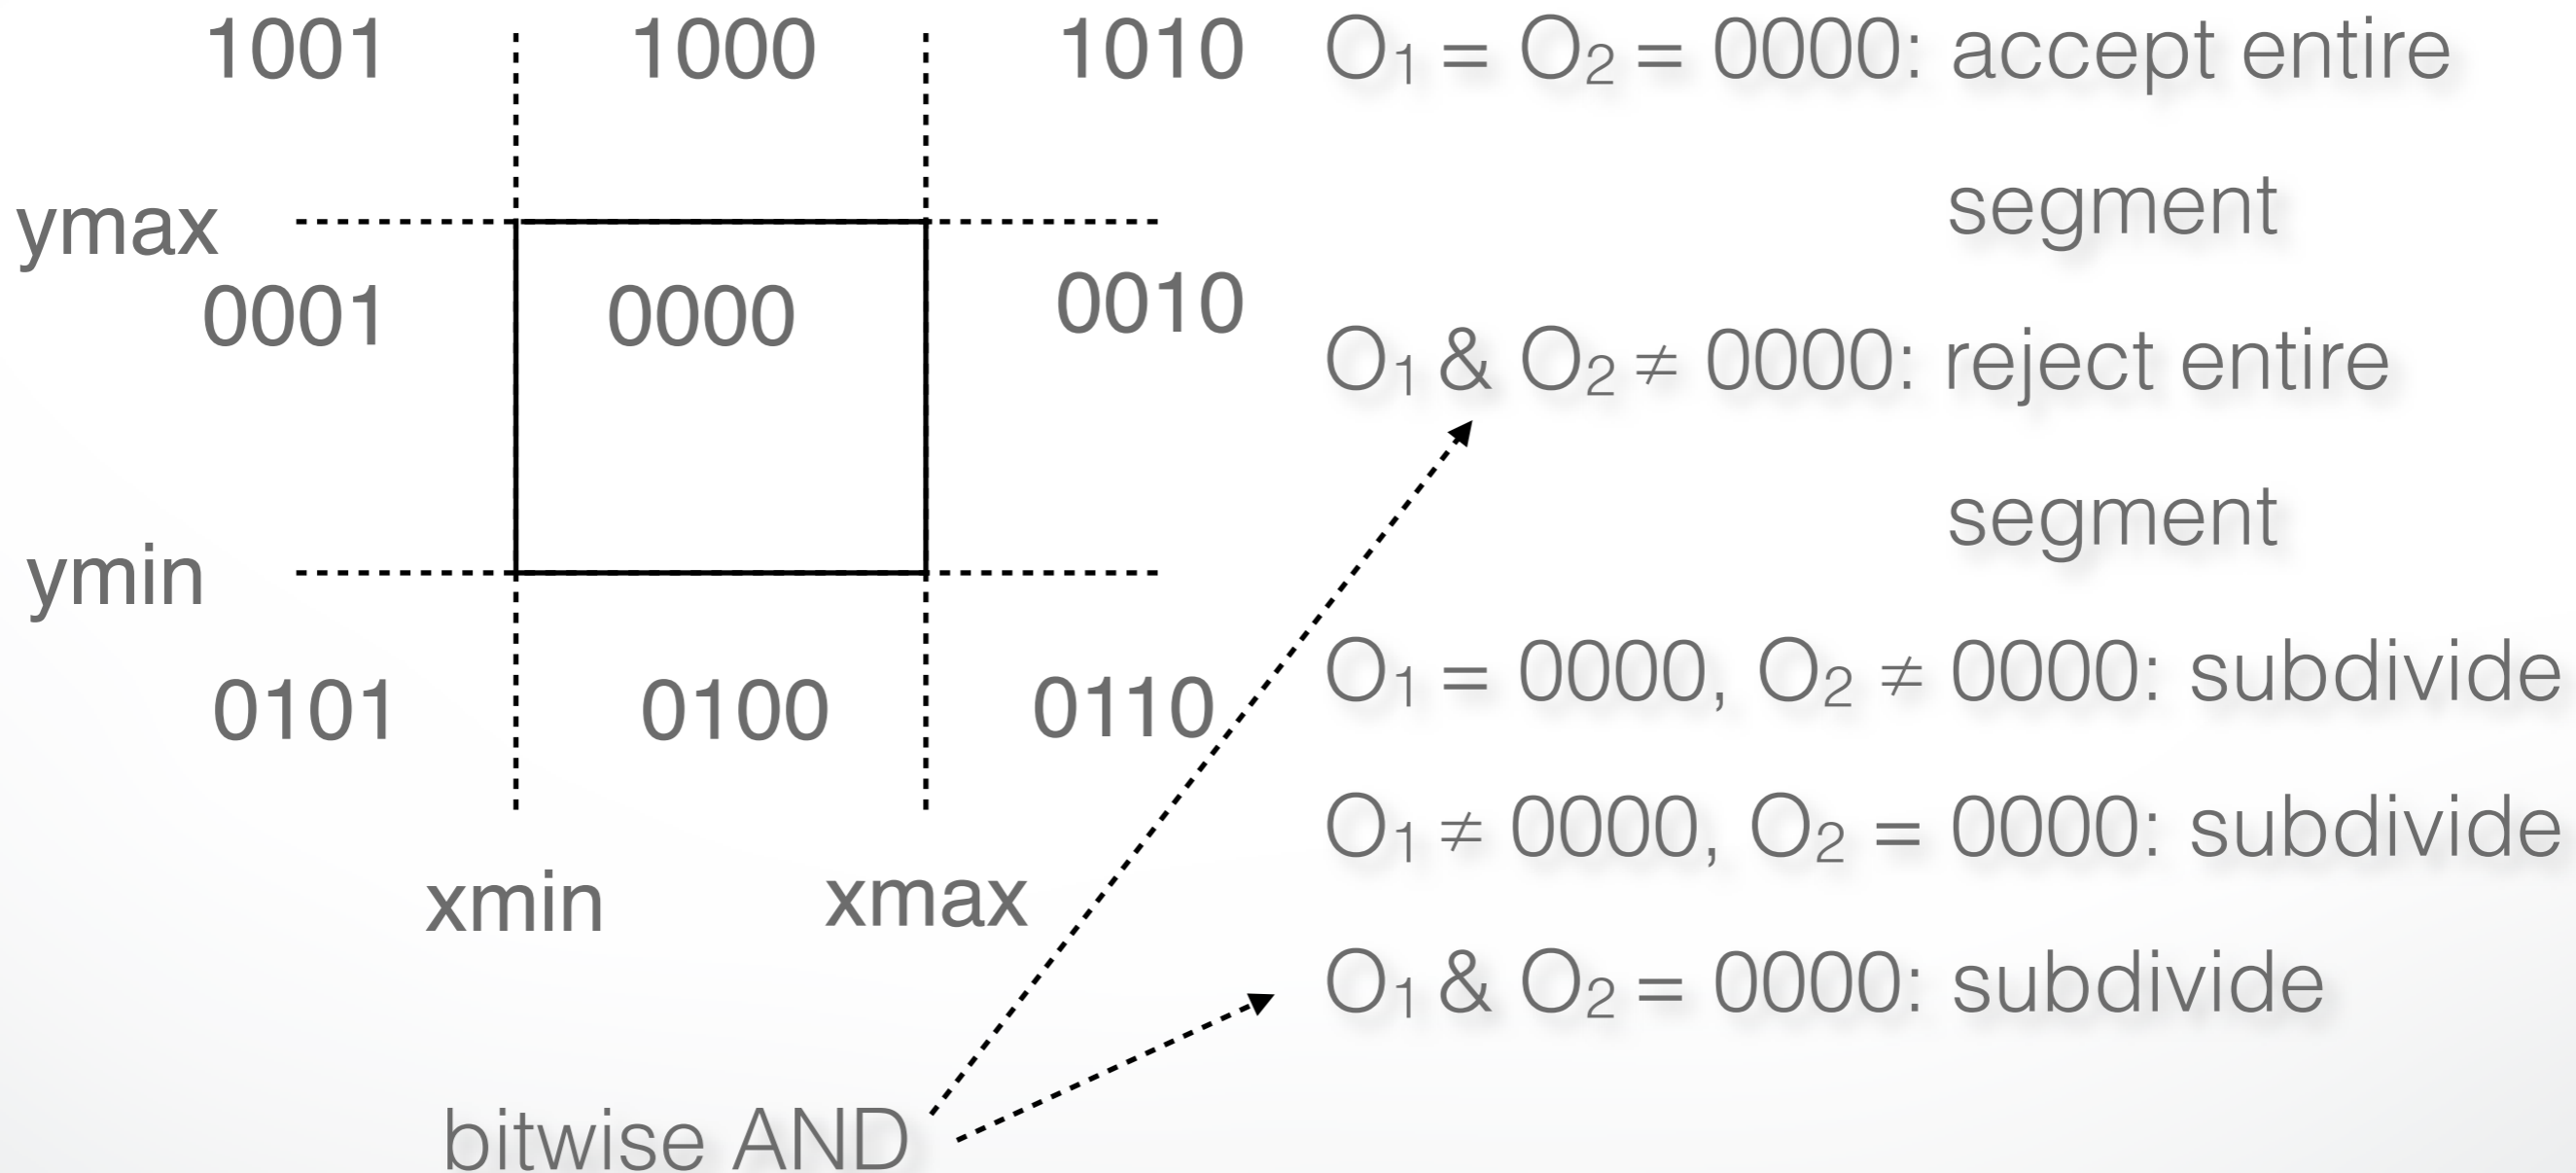 1001 1000 1010
ymax
0001 0000 0010
ymin
0101 0100 0110
xmin xmax
bitwise AND
O₁ = O₂ = 0000: accept entire
segment
O₁ & O₂ ≠ 0000: reject entire
segment
O₁ = 0000, O₂ ≠ 0000: subdivide
O₁ ≠ 0000, O₂ = 0000: subdivide
O₁ & O₂ = 0000: subdivide